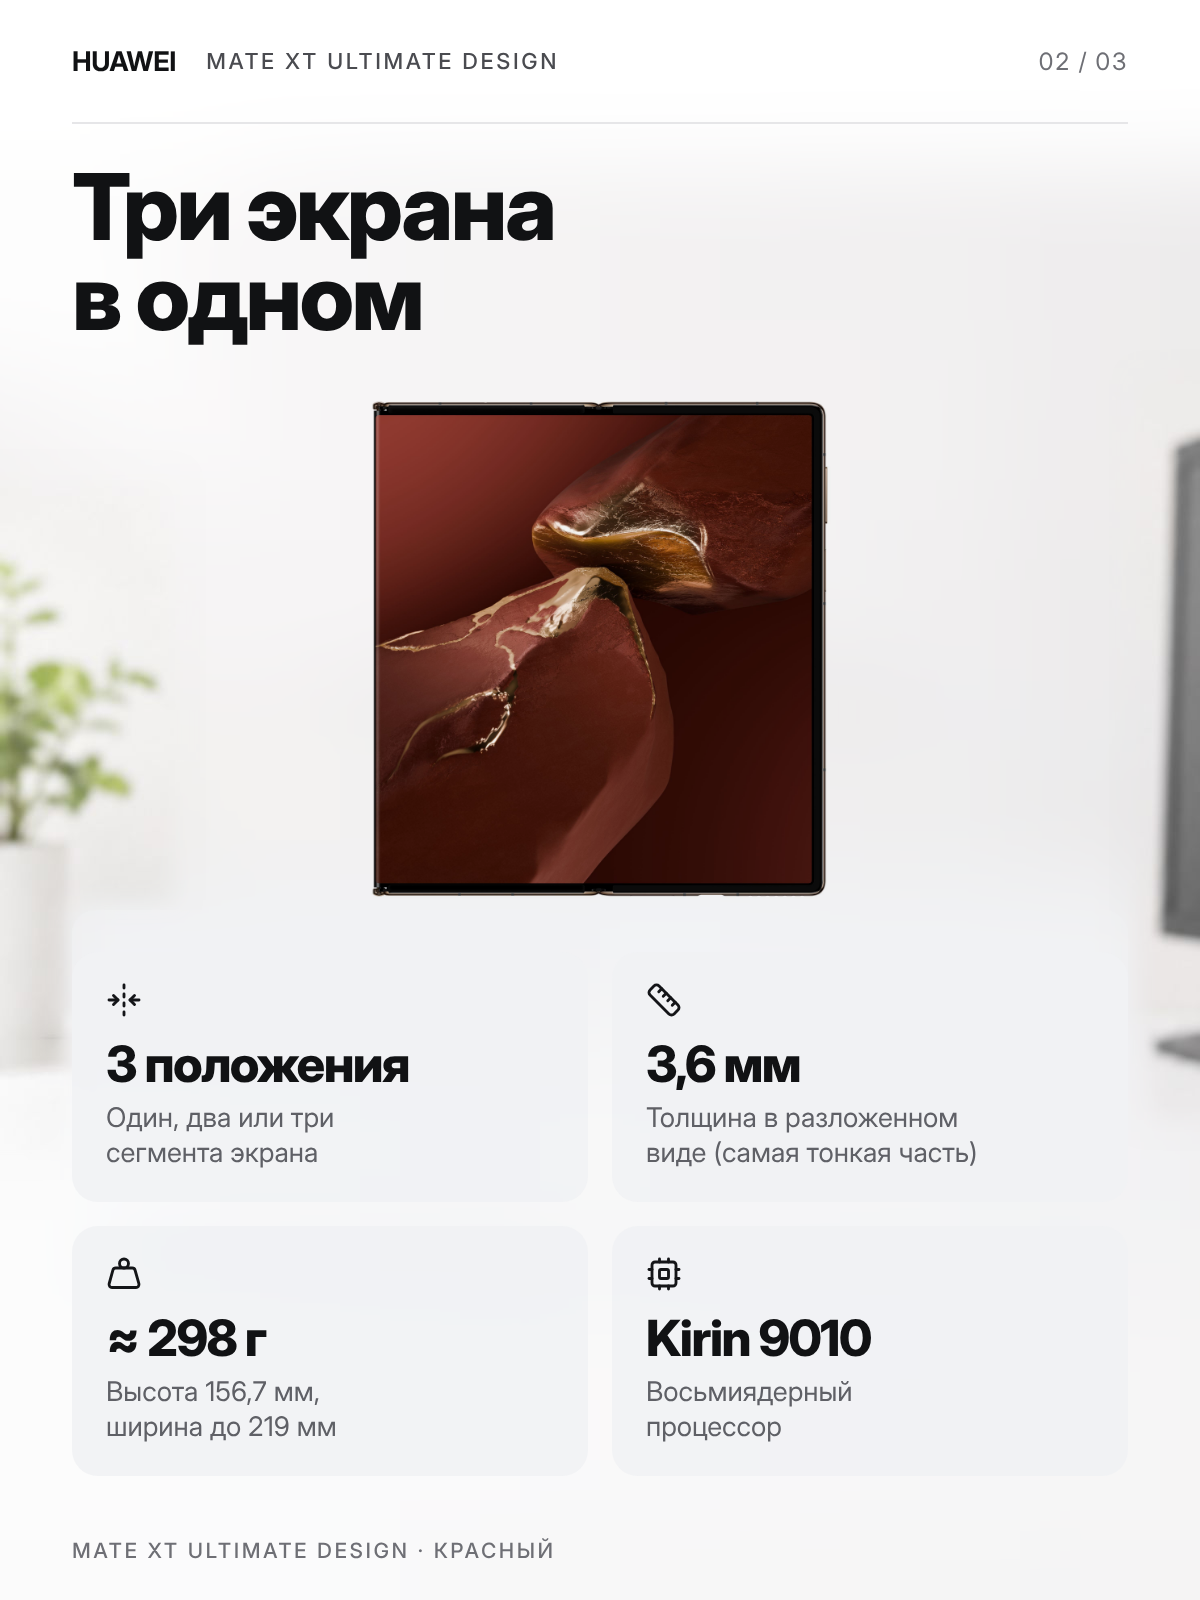 HUAWEI MATE XT ULTIMATE DESIGN 02 / 03
Три экрана
в одном
3 положения
Один, два или три
сегмента экрана
3,6 мм
Толщина в разложенном
виде (самая тонкая часть)
≈ 298 г
Высота 156,7 мм,
ширина до 219 мм
Kirin 9010
Восьмиядерный
процессор
MATE XT ULTIMATE DESIGN · КРАСНЫЙ